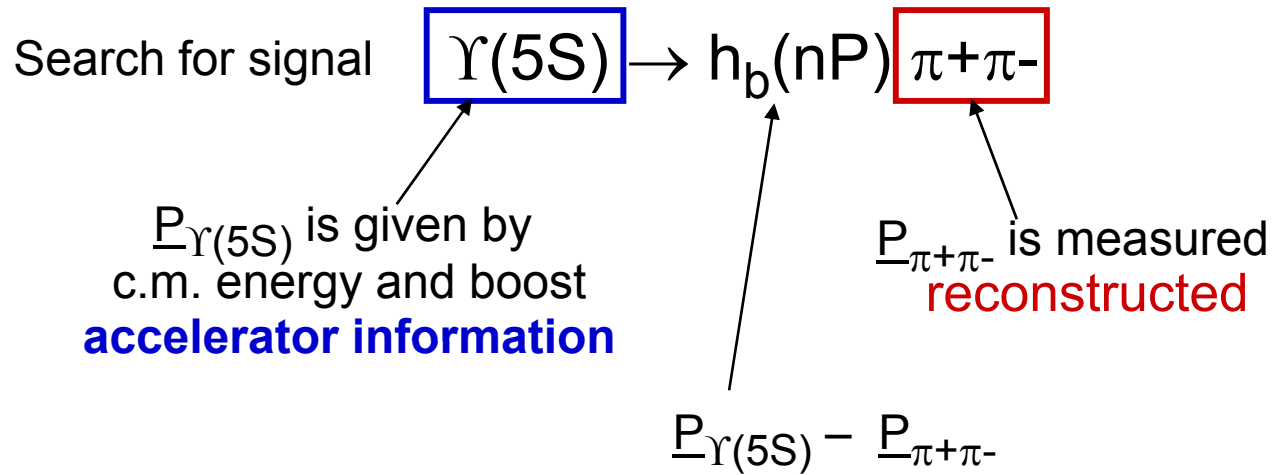 Search for signal ϒ(5S) → h_b(nP) π+π-
P_ϒ(5S) is given by
c.m. energy and boost
accelerator information
P_π+π- is measured
reconstructed
P_ϒ(5S) – P_π+π-